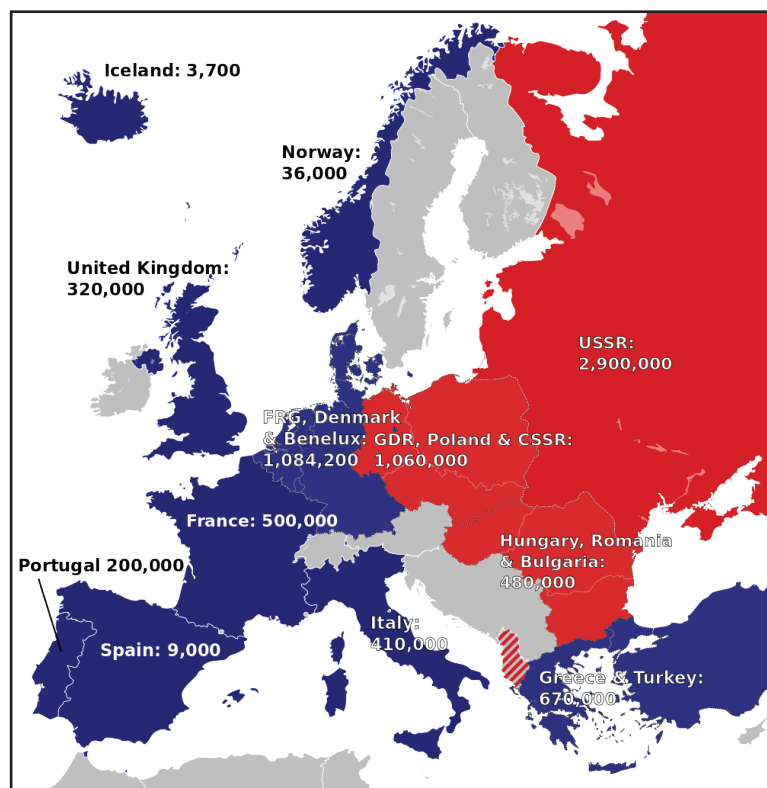 Iceland: 3,700
Norway:
36,000
United Kingdom:
320,000
USSR:
2,900,000
FRG, Denmark
& Benelux:
1,084,200
GDR, Poland & CSSR:
1,060,000
France: 500,000
Hungary, Romania
& Bulgaria:
480,000
Portugal 200,000
Italy:
410,000
Spain: 9,000
Greece & Turkey:
670,000